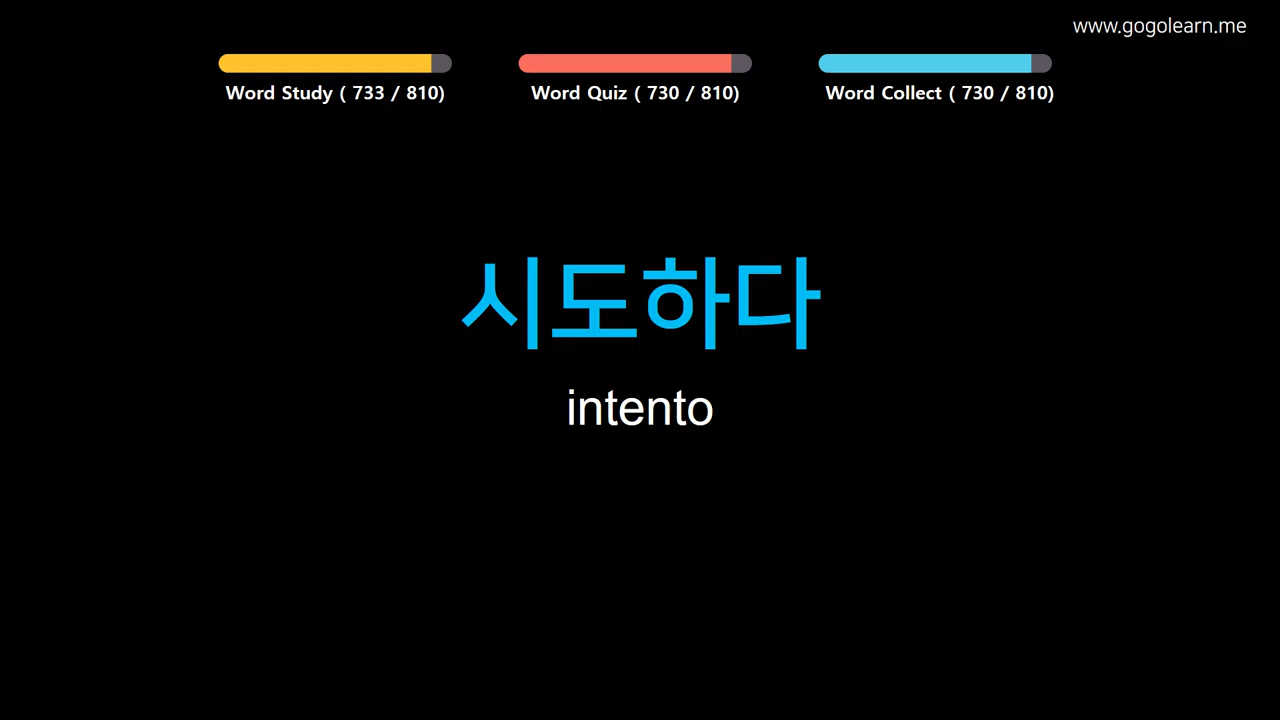 www.gogolearn.me
Word Study ( 733 / 810)
Word Quiz ( 730 / 810)
Word Collect ( 730 / 810)
시도하다
intento